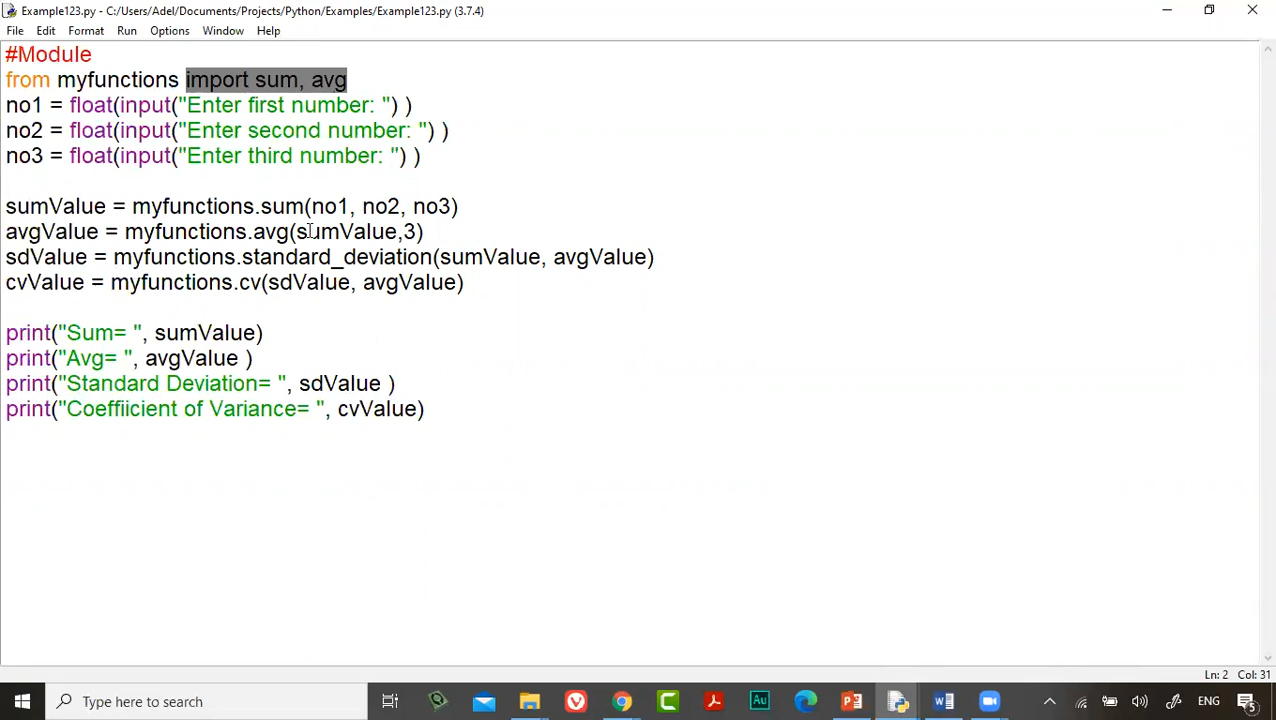 Example123.py - C:/Users/Adel/Documents/Projects/Python/Examples/Example123.py (3.7.4)
File Edit Format Run Options Window Help
#Module
from myfunctions import sum, avg
no1 = float(input("Enter first number: ") )
no2 = float(input("Enter second number: ") )
no3 = float(input("Enter third number: ") )
sumValue = myfunctions.sum(no1, no2, no3)
avgValue = myfunctions.avg(sumValue,3)
sdValue = myfunctions.standard_deviation(sumValue, avgValue)
cvValue = myfunctions.cv(sdValue, avgValue)
print("Sum= ", sumValue)
print("Avg= ", avgValue )
print("Standard Deviation= ", sdValue )
print("Coeffiicient of Variance= ", cvValue)
Ln: 2 Col: 31
Type here to search
Au
ENG
5